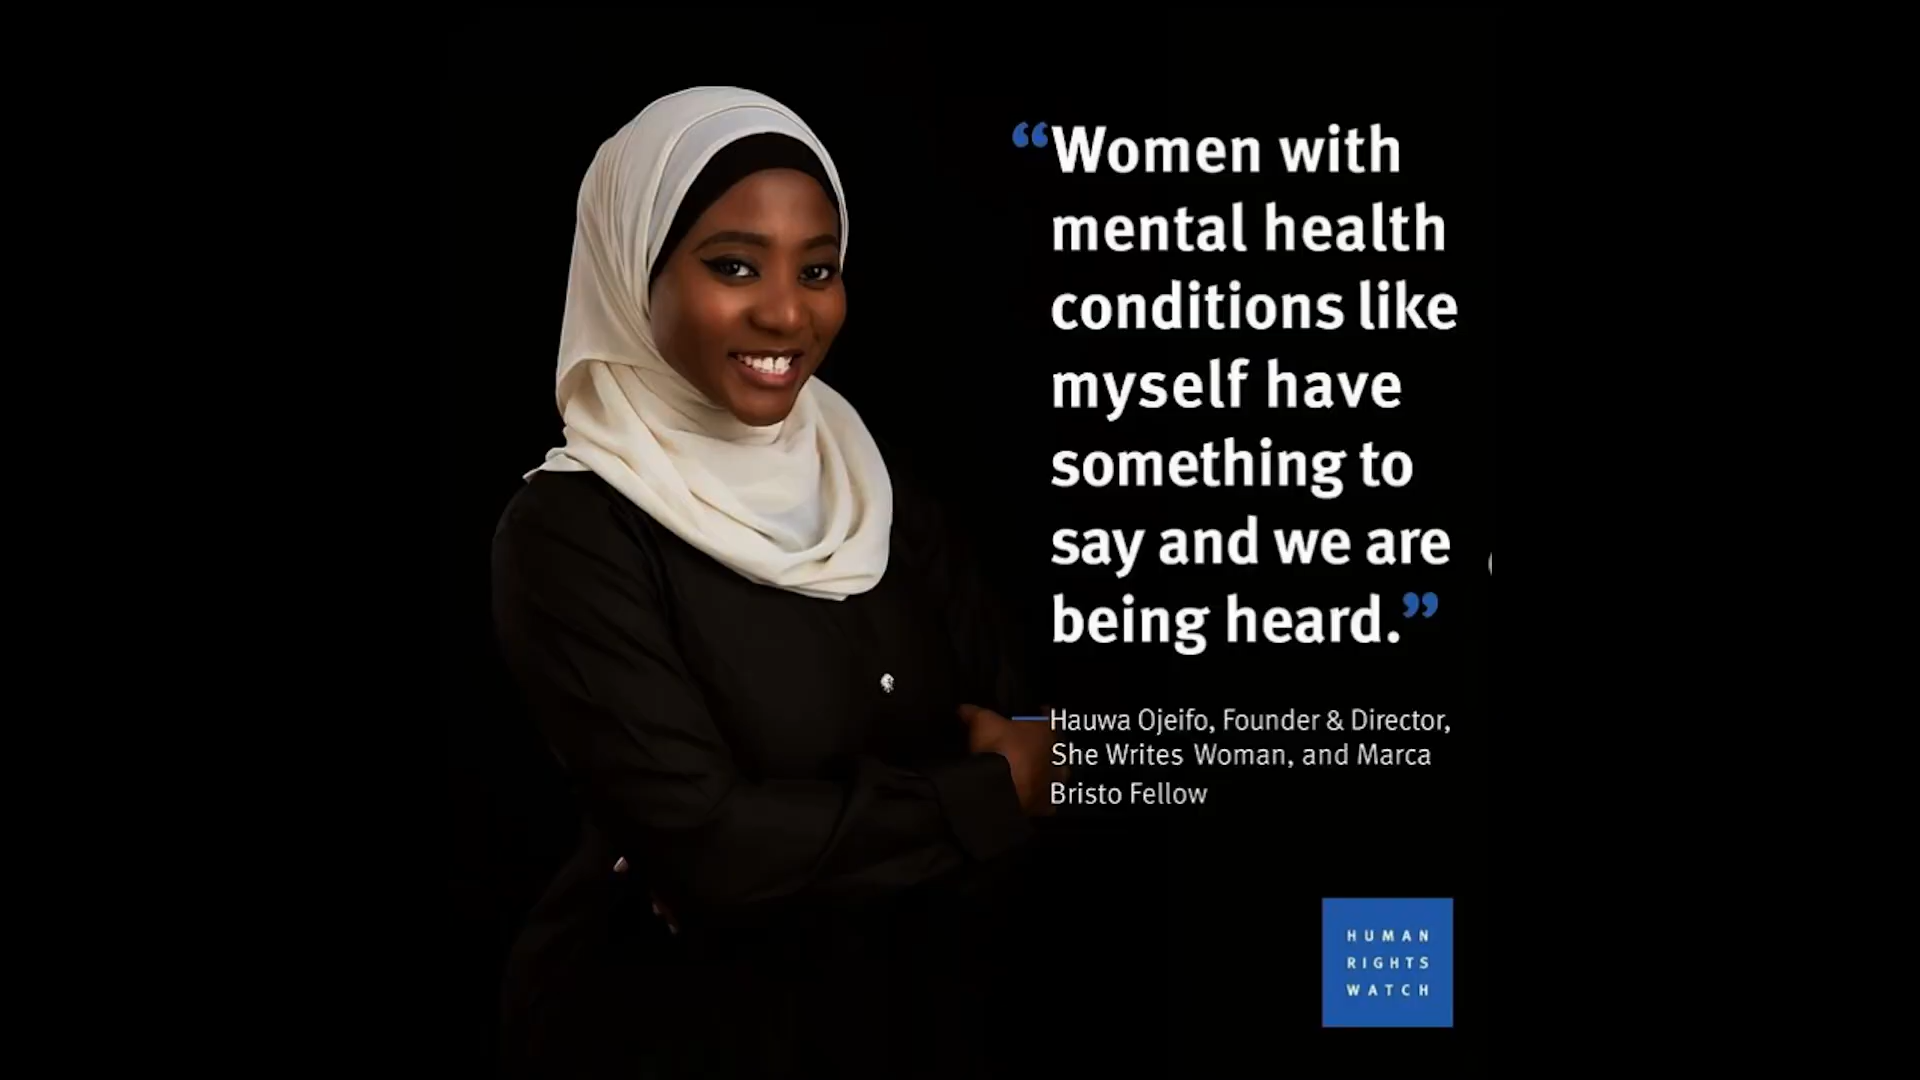 “Women with
mental health
conditions like
myself have
something to
say and we are
being heard.”
—Hauwa Ojeifo, Founder & Director,
She Writes Woman, and Marca
Bristo Fellow
HUMAN
RIGHTS
WATCH